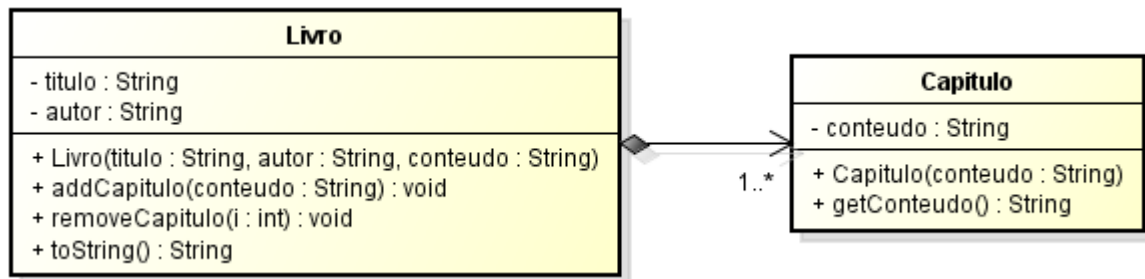 Livro
- titulo : String
- autor : String
+ Livro(titulo : String, autor : String, conteudo : String)
+ addCapitulo(conteudo : String) : void
+ removeCapitulo(i : int) : void
+ toString() : String
1..*
Capitulo
- conteudo : String
+ Capitulo(conteudo : String)
+ getConteudo() : String